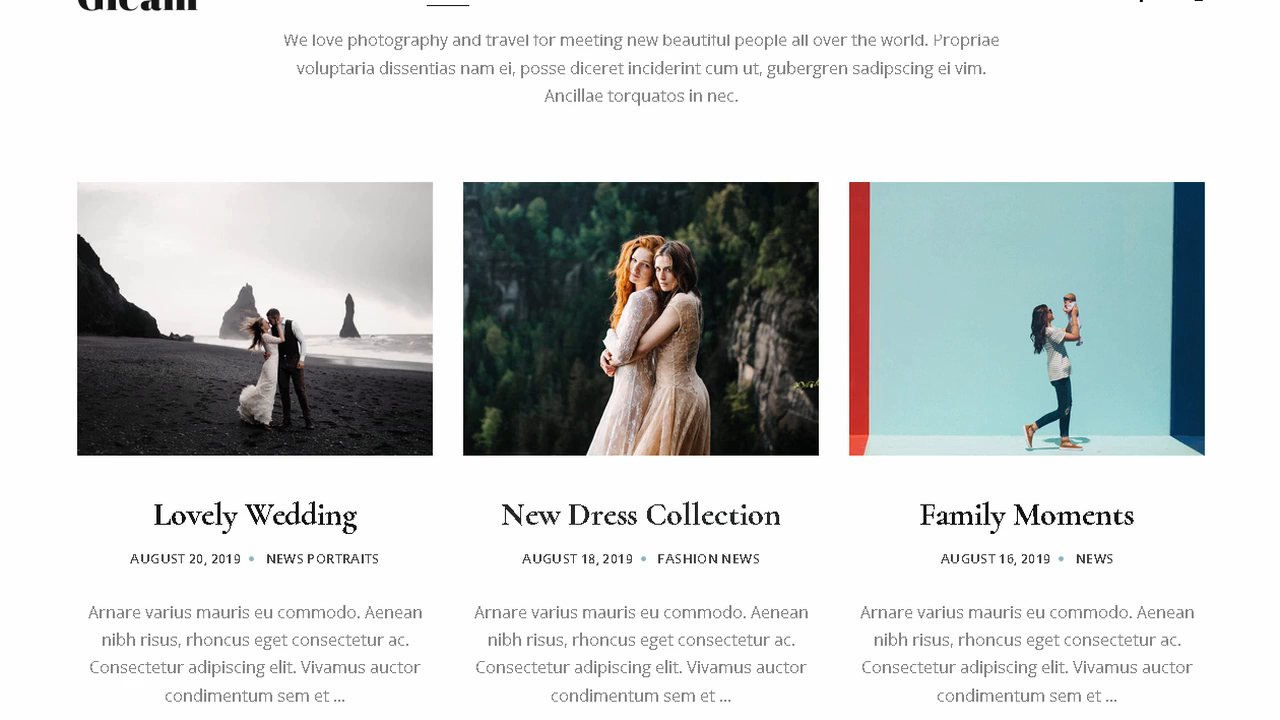 We love photography and travel for meeting new beautiful people all over the world. Propriae
voluptaria dissentias nam ei, posse diceret inciderint cum ut, gubergren sadipscing ei vim.
Ancillae torquatos in nec.
Lovely Wedding
AUGUST 20, 2019 • NEWS PORTRAITS
Arnare varius mauris eu commodo. Aenean
nibh risus, rhoncus eget consectetur ac.
Consectetur adipiscing elit. Vivamus auctor
condimentum sem et ...
New Dress Collection
AUGUST 18, 2019 • FASHION NEWS
Arnare varius mauris eu commodo. Aenean
nibh risus, rhoncus eget consectetur ac.
Consectetur adipiscing elit. Vivamus auctor
condimentum sem et ...
Family Moments
AUGUST 16, 2019 • NEWS
Arnare varius mauris eu commodo. Aenean
nibh risus, rhoncus eget consectetur ac.
Consectetur adipiscing elit. Vivamus auctor
condimentum sem et ...